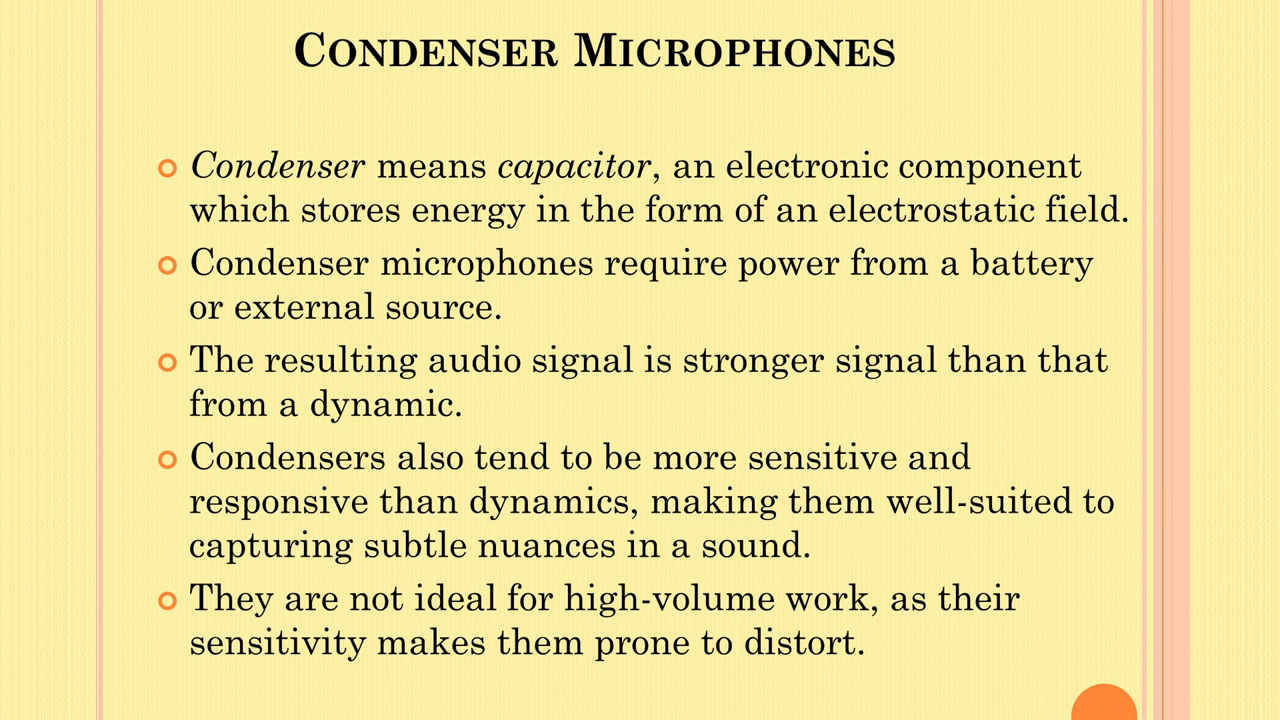 CONDENSER MICROPHONES
Condenser means capacitor, an electronic component
which stores energy in the form of an electrostatic field.
Condenser microphones require power from a battery
or external source.
The resulting audio signal is stronger signal than that
from a dynamic.
Condensers also tend to be more sensitive and
responsive than dynamics, making them well-suited to
capturing subtle nuances in a sound.
They are not ideal for high-volume work, as their
sensitivity makes them prone to distort.